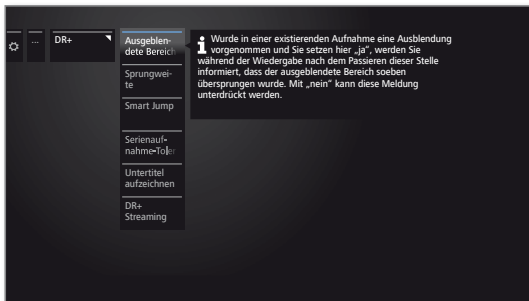 ...
DR+
Ausgeblen-
dete Bereich
Sprungwei-
te
Smart Jump
Serienauf-
nahme-Toler
Untertitel
aufzeichnen
DR+
Streaming
Wurde in einer existierenden Aufnahme eine Ausblendung
vorgenommen und Sie setzen hier „ja”, werden Sie
während der Wiedergabe nach dem Passieren dieser Stelle
informiert, dass der ausgeblendete Bereich soeben
übersprungen wurde. Mit „nein” kann diese Meldung
unterdrückt werden.